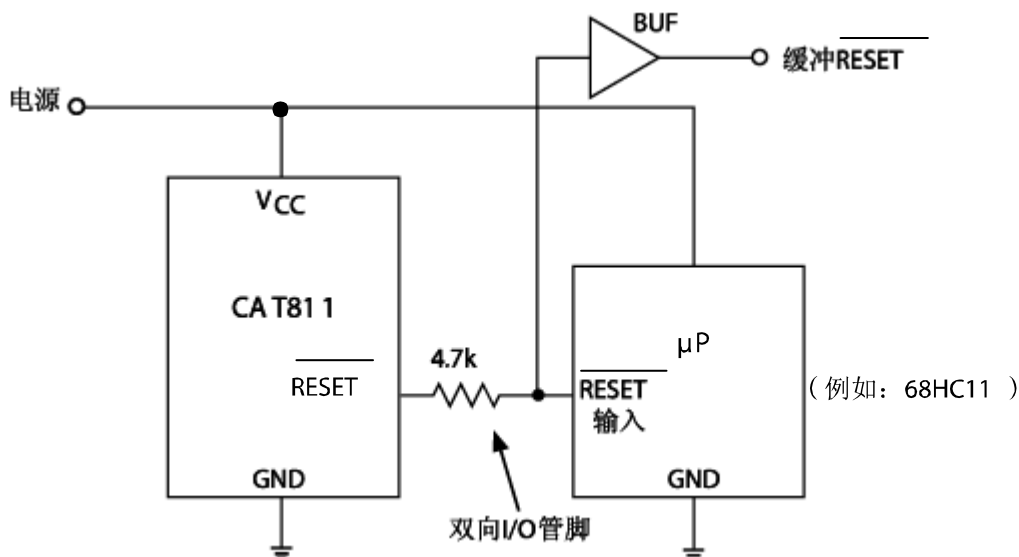 BUF
缓冲RESET
电源
VCC
CAT811
μP
4.7k
RESET
RESET
输入
(例如：68HC11 )
GND
GND
双向I/O管脚